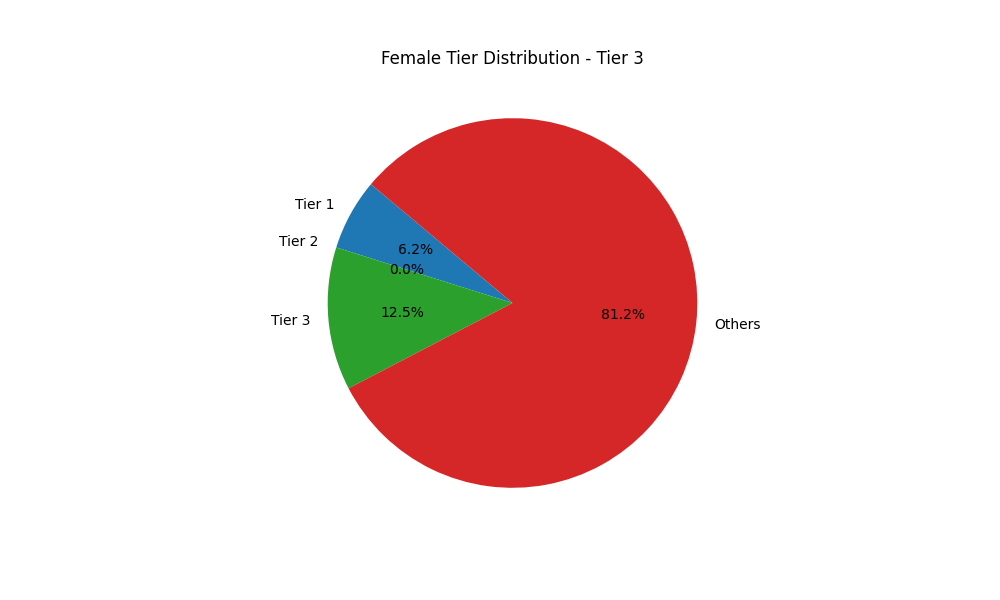 Female Tier Distribution - Tier 3
Tier 1
Tier 2
6.2%
0.0%
Tier 3
12.5%
81.2%
Others